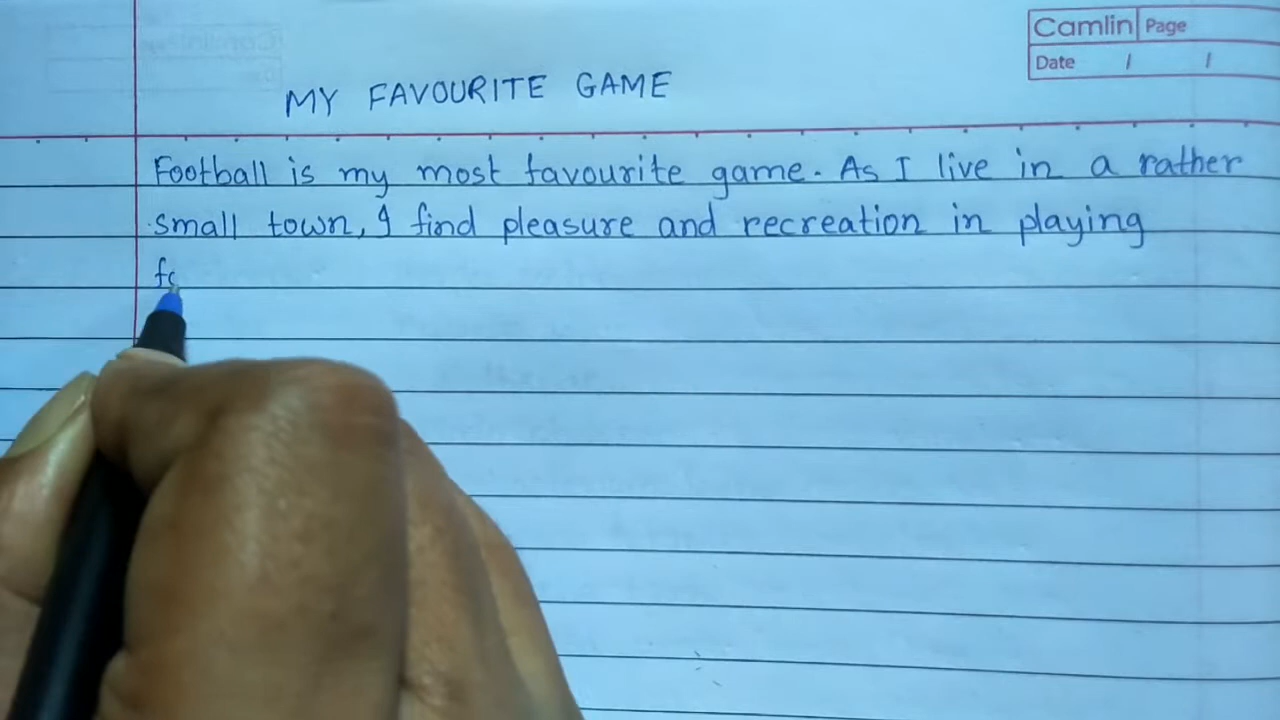 Camlin Page
Date / /
MY FAVOURITE GAME
Football is my most favourite game. As I live in a rather
small town, I find pleasure and recreation in playing
fo